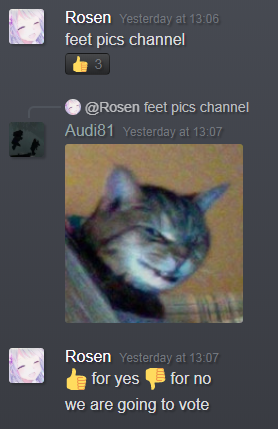 Rosen Yesterday at 13:06
feet pics channel
👍 3
@Rosen feet pics channel
Audi81 Yesterday at 13:07
Rosen Yesterday at 13:07
👍 for yes 👎 for no
we are going to vote